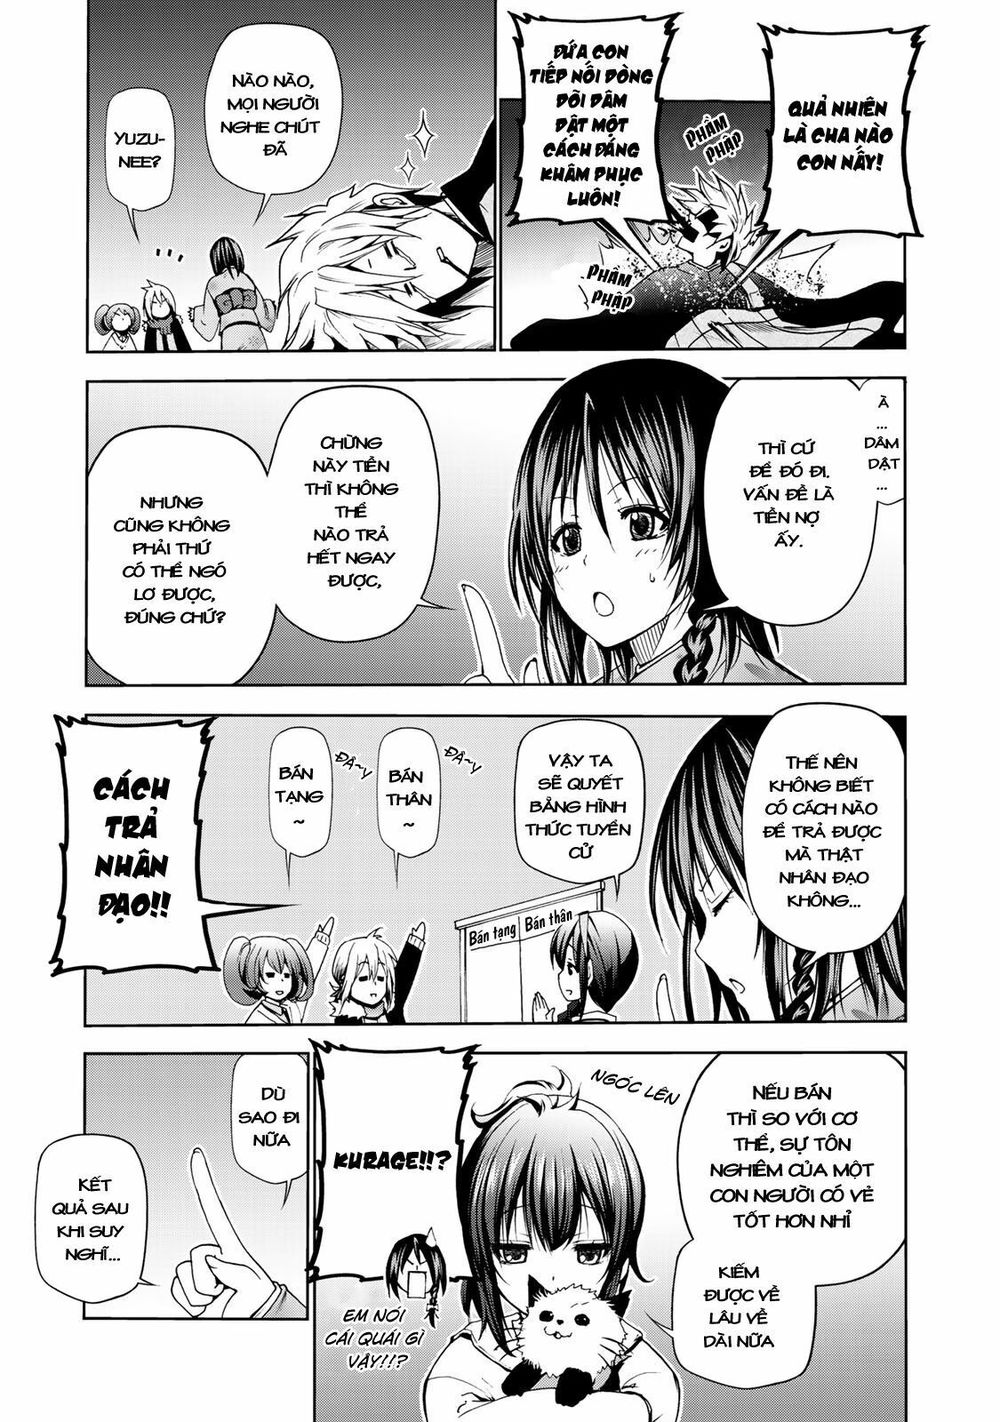 QUẢ NHIÊN
LÀ CHA NÀO
CON NẤY!
ĐỨA CON
TIẾP NỐI DÒNG
DÕI DÂM
DẬT MỘT
CÁCH ĐÁNG
KHÂM PHỤC
LUÔN!
PHẦM
PHẬP
PHẦM
PHẬP
NÀO NÀO,
MỌI NGƯỜI
NGHE CHÚT
ĐÃ
YUZU-
NEE?
À
...
DÂM
DẬT
...
THÌ CỨ
ĐỂ ĐÓ ĐI.
VẤN ĐỀ LÀ
TIỀN NỢ
ẤY.
CHỪNG
NÀY TIỀN
THÌ KHÔNG
THỂ
NÀO TRẢ
HẾT NGAY
ĐƯỢC,
NHƯNG
CŨNG KHÔNG
PHẢI THỨ
CÓ THỂ NGÓ
LƠ ĐƯỢC,
ĐÚNG CHỨ?
THẾ NÊN
KHÔNG BIẾT
CÓ CÁCH NÀO
ĐỂ TRẢ ĐƯỢC
MÀ THẬT
NHÂN ĐẠO
KHÔNG...
VẬY TA
SẼ QUYẾT
BẰNG HÌNH
THỨC TUYỂN
CỬ
Bán tạng
Bán thân
ĐÂ~Y
BÁN
THÂN
~
ĐÂ~Y
BÁN
TẠNG
~
CÁCH
TRẢ
NHÂN
ĐẠO!!
NẾU BÁN
THÌ SO VỚI CƠ
THỂ, SỰ TÔN
NGHIÊM CỦA MỘT
CON NGƯỜI CÓ VẺ
TỐT HƠN NHỈ
KIẾM
ĐƯỢC VỀ
LÂU VỀ
DÀI NỮA
NGÓC LÊN
KURAGE!!?
EM NÓI
CÁI QUÁI GÌ
VẬY!!?
DÙ
SAO ĐI
NỮA
KẾT
QUẢ SAU
KHI SUY
NGHĨ...